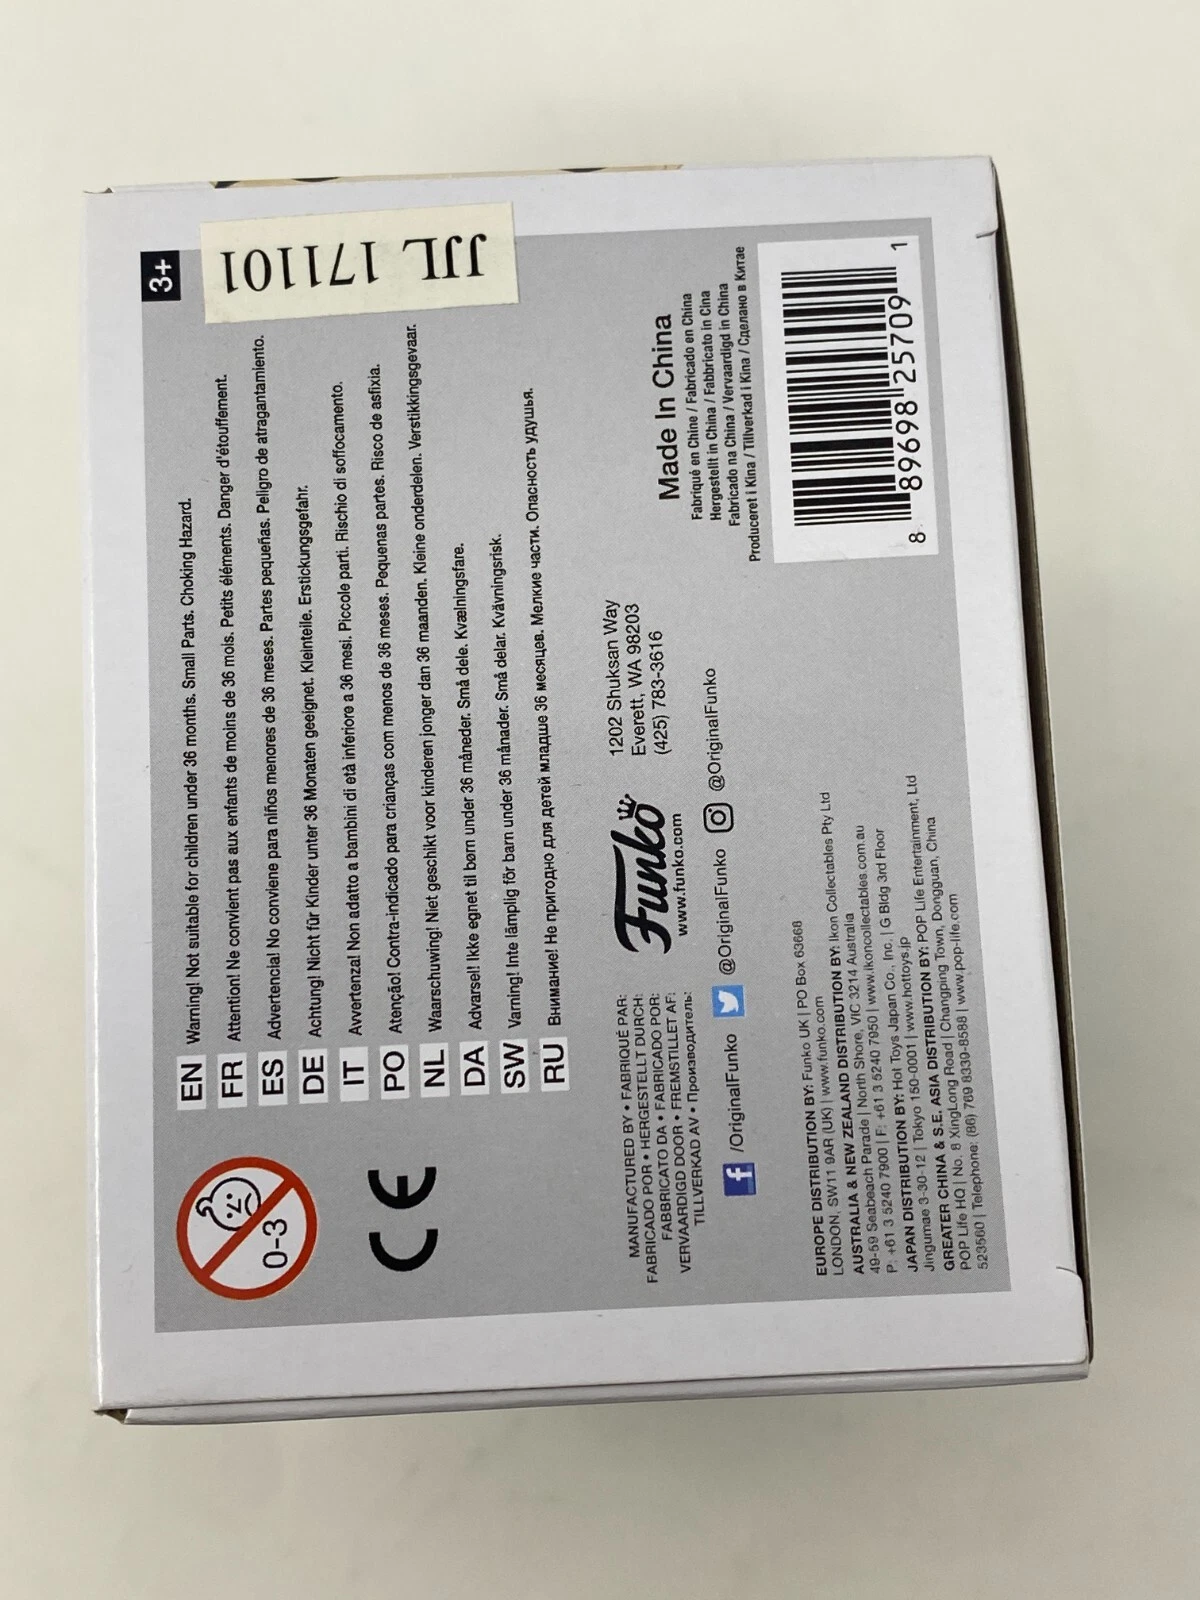 3+
JJL 171101
0-3
CE
EN Warning! Not suitable for children under 36 months. Small Parts. Choking Hazard.
FR Attention! Ne convient pas aux enfants de moins de 36 mois. Petits éléments. Danger d'étouffement.
ES Advertencia! No conviene para niños menores de 36 meses. Partes pequeñas. Peligro de atragantamiento.
DE Achtung! Nicht für Kinder unter 36 Monaten geeignet. Kleinteile. Erstickungsgefahr.
IT Avvertenza! Non adatto a bambini di età inferiore a 36 mesi. Piccole parti. Rischio di soffocamento.
PO Atenção! Contra-indicado para crianças com menos de 36 meses. Pequenas partes. Risco de asfixia.
NL Waarschuwing! Niet geschikt voor kinderen jonger dan 36 maanden. Kleine onderdelen. Verstikkingsgevaar.
DA Advarsel! Ikke egnet til børn under 36 måneder. Små dele. Kvælningsfare.
SW Varning! Inte lämplig för barn under 36 månader. Små delar. Kvävningsrisk.
RU Внимание! Не пригодно для детей младше 36 месяцев. Мелкие части. Опасность удушья.
MANUFACTURED BY • FABRIQUÉ PAR:
FABRICADO POR • HERGESTELLT DURCH:
FABBRICATO DA • FABRICADO POR:
VERVAARDIGD DOOR • FREMSTILLET AF:
TILLVERKAD AV • Производитель:
Funko
www.funko.com
1202 Shuksan Way
Everett, WA 98203
(425) 783-3616
/OriginalFunko @OriginalFunko @OriginalFunko
Made In China
Fabriqué en Chine / Fabricado en China
Hergestellt in China / Fabbricato in Cina
Fabricado na China / Vervaardigd in China
Produceret i Kina / Tillverkad i Kina / Сделано в Китае
8 89698 25709 1
EUROPE DISTRIBUTION BY: Funko UK | PO Box 63668
LONDON, SW11 9AR (UK) | www.funko.com
AUSTRALIA & NEW ZEALAND DISTRIBUTION BY: Ikon Collectables Pty Ltd
49-59 Seabeach Parade | North Shore, VIC 3214 Australia
P: +61 3 5240 7900 | F: +61 3 5240 7950 | www.ikoncollectables.com.au
JAPAN DISTRIBUTION BY: Hot Toys Japan Co., Inc. | G Bldg 3rd Floor
Jingumae 3-30-12 | Tokyo 150-0001 | www.hottoys.jp
GREATER CHINA & S.E. ASIA DISTRIBUTION BY: POP Life Entertainment, Ltd
POP Life HQ | No. 8 XingLong Road | Changping Town, Dongguan, China
523560 | Telephone: (86) 769 8339-8588 | www.pop-life.com